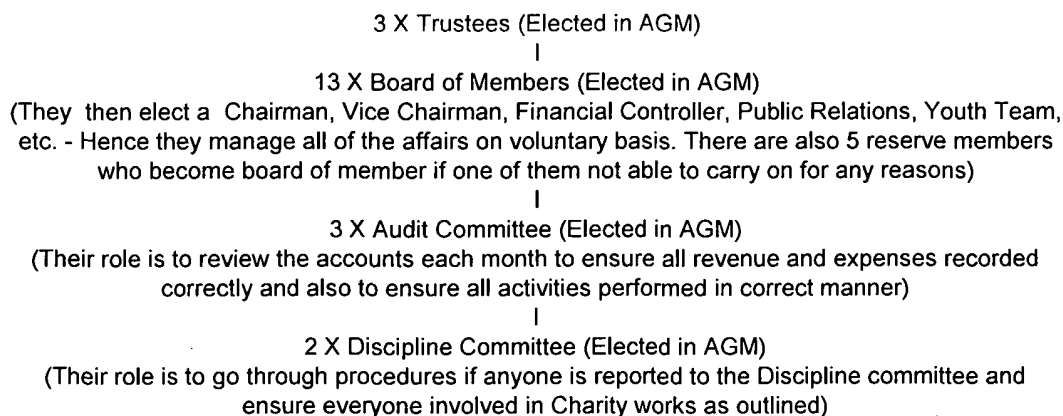 3 X Trustees (Elected in AGM)
|
13 X Board of Members (Elected in AGM)
(They then elect a Chairman, Vice Chairman, Financial Controller, Public Relations, Youth Team,
etc. - Hence they manage all of the affairs on voluntary basis. There are also 5 reserve members
who become board of member if one of them not able to carry on for any reasons)
|
3 X Audit Committee (Elected in AGM)
(Their role is to review the accounts each month to ensure all revenue and expenses recorded
correctly and also to ensure all activities performed in correct manner)
|
2 X Discipline Committee (Elected in AGM)
(Their role is to go through procedures if anyone is reported to the Discipline committee and
ensure everyone involved in Charity works as outlined)